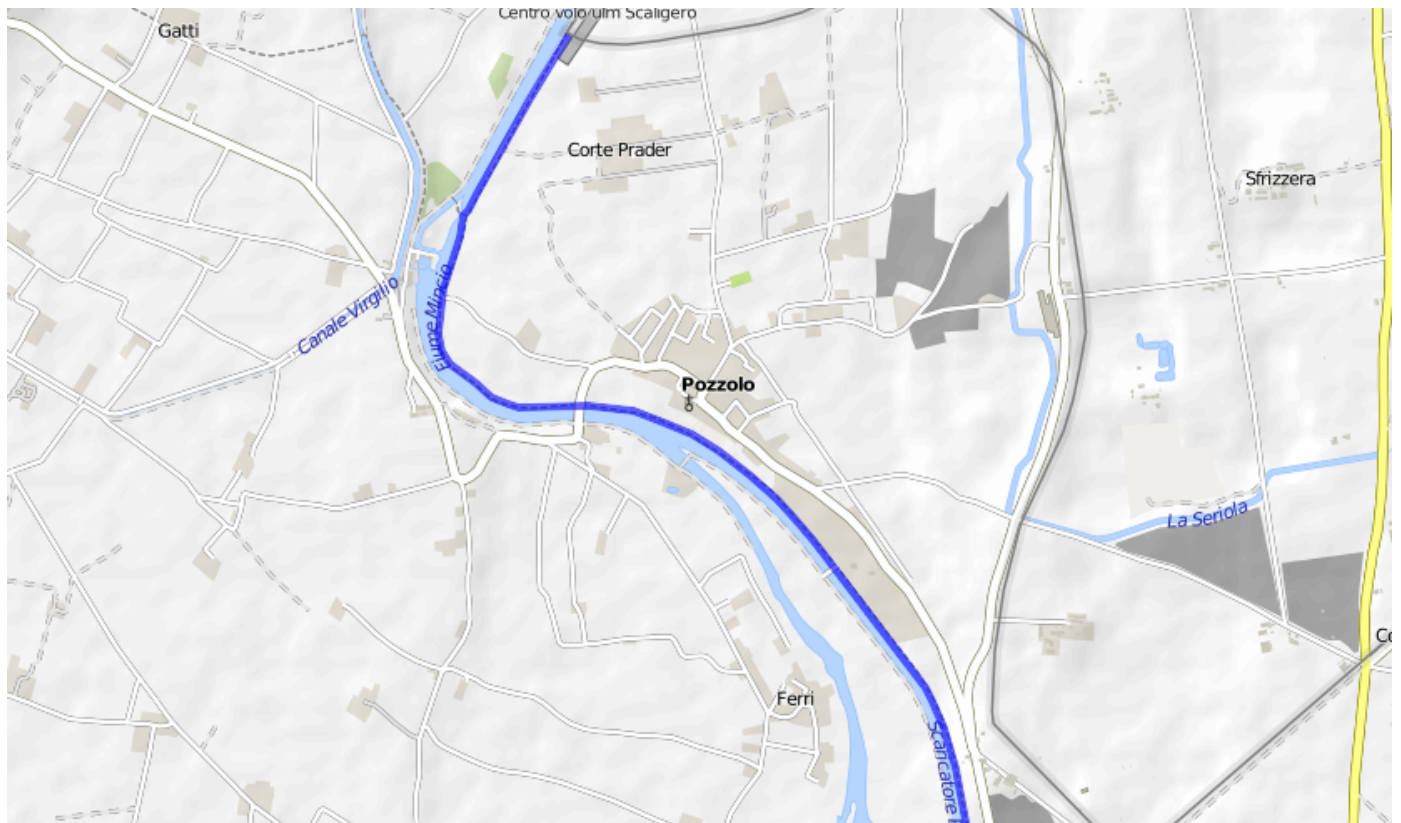 Centro volo ulm Scaligero
Gatti
Corte Prader
Sfrizzera
Canale Virgilio
Fiume Mincio
Pozzolo
La Seriola
Ferri
Scaricatore